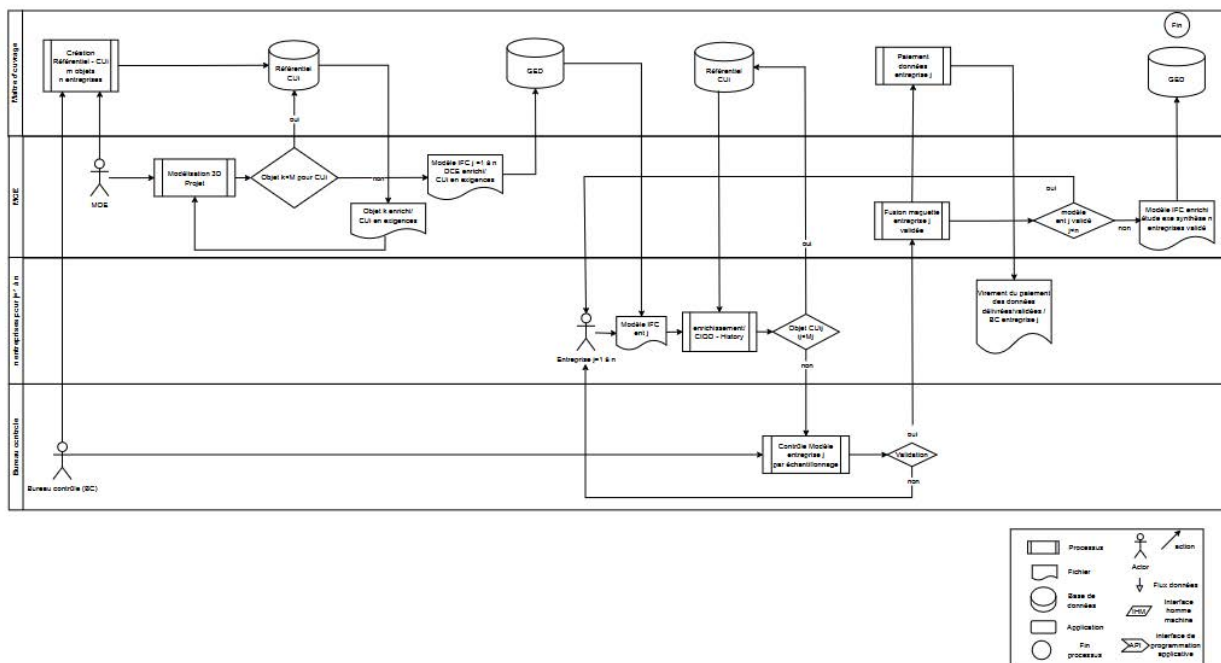 Maître d'ouvrage
Création
Référentiel - CUI
m objets
n entreprises
Référentiel
CUI
GED
Référentiel
CUI
Paiement
données
entreprise j
Fin
GED
oui
oui
MOE
MOE
Modélisation 3D
Projet
Objet k=M pour CUI
non
Modèle IFC j =1 à n
DCE enrichi/
CUI en exigences
Objet k enrichi/
CUI en exigences
Fusion maquette
entreprise j
validée
oui
modèle
ent j validé
j=n
non
Modèle IFC enrichi
étude exe synthèse n
entreprises validé
n entreprises pour j=1 à n
Entreprise j=1 à n
Modèle IFC
ent j
enrichissement/
CIOD - History
Objet CUIj
ij=Mj
non
Virement du paiement
des données
délivrées/validées /
BC entreprise j
Bureau contrôle
Bureau contrôle (BC)
Contrôle Modèle
entreprise j
par échantillonnage
oui
Validation
non
Processus
Actor
action
Fichier
Flux données
Base de
données
IHM
Interface
homme
machine
Application
Fin
processus
API
Interface de
programmation
applicative